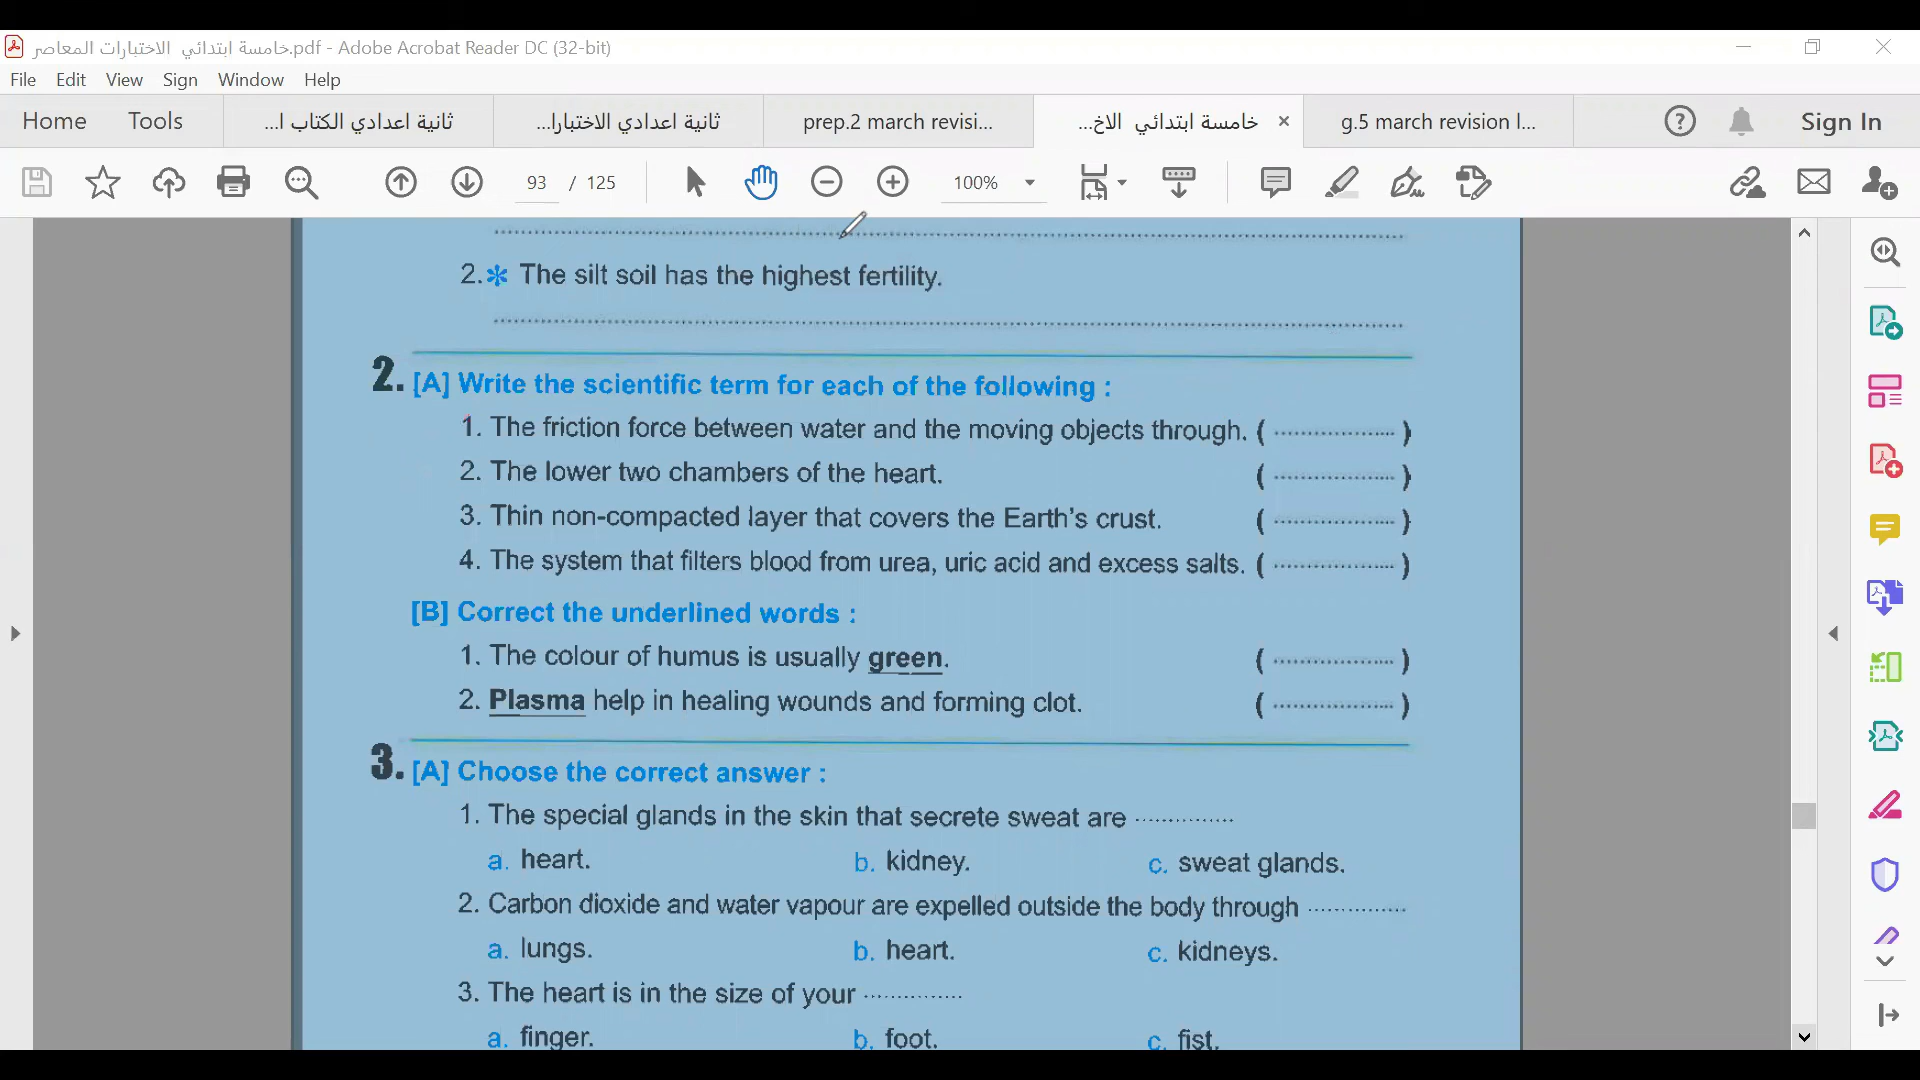 خامسة ابتدائي الاختبارات المعاصر.pdf - Adobe Acrobat Reader DC (32-bit)
File Edit View Sign Window Help
Home Tools ثانية اعدادي الكتاب ا... ثانية اعدادي الاختبارا... prep.2 march revisi... خامسة ابتدائي الاخ... × g.5 march revision l... Sign In
93 / 125 100%
2.* The silt soil has the highest fertility.
2. [A] Write the scientific term for each of the following :
1. The friction force between water and the moving objects through. (....................)
2. The lower two chambers of the heart. (....................)
3. Thin non-compacted layer that covers the Earth's crust. (....................)
4. The system that filters blood from urea, uric acid and excess salts. (....................)
[B] Correct the underlined words :
1. The colour of humus is usually green. (....................)
2. Plasma help in healing wounds and forming clot. (....................)
3. [A] Choose the correct answer :
1. The special glands in the skin that secrete sweat are ..............
a. heart. b. kidney. c. sweat glands.
2. Carbon dioxide and water vapour are expelled outside the body through ..............
a. lungs. b. heart. c. kidneys.
3. The heart is in the size of your ..............
a. finger. b. foot. c. fist.